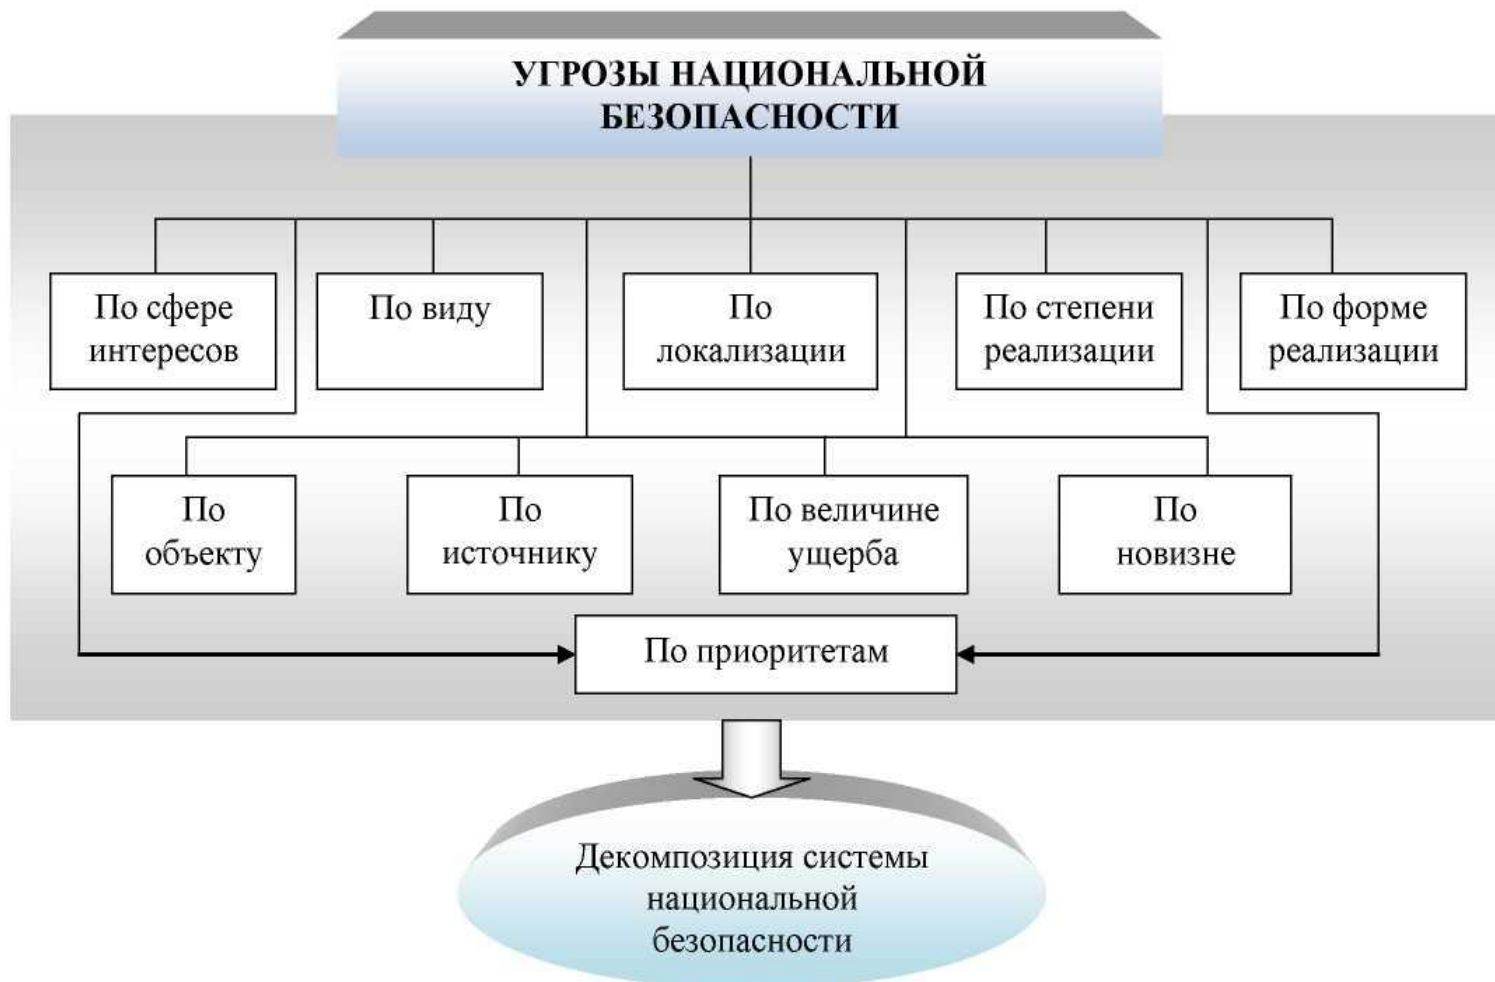 УГРОЗЫ НАЦИОНАЛЬНОЙ
БЕЗОПАСНОСТИ
По сфере
интересов
По виду
По
локализации
По степени
реализации
По форме
реализации
По
объекту
По
источнику
По величине
ущерба
По
новизне
По приоритетам
Декомпозиция системы
национальной
безопасности